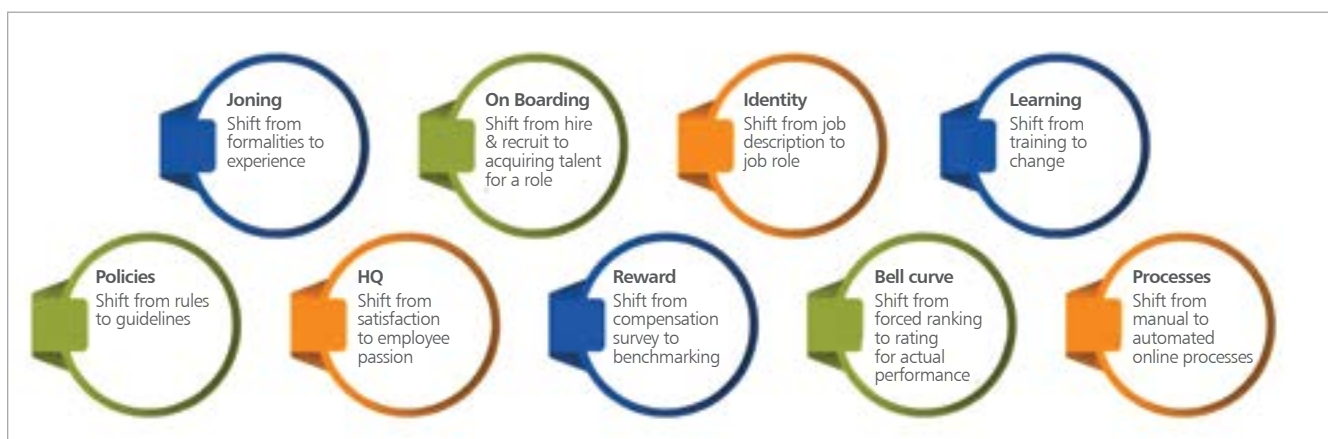 Joning
Shift from
formalities to
experience
On Boarding
Shift from hire
& recruit to
acquiring talent
for a role
Identity
Shift from job
description to
job role
Learning
Shift from
training to
change
Policies
Shift from rules
to guidelines
HQ
Shift from
satisfaction
to employee
passion
Reward
Shift from
compensation
survey to
benchmarking
Bell curve
Shift from
forced ranking
to rating
for actual
performance
Processes
Shift from
manual to
automated
online processes